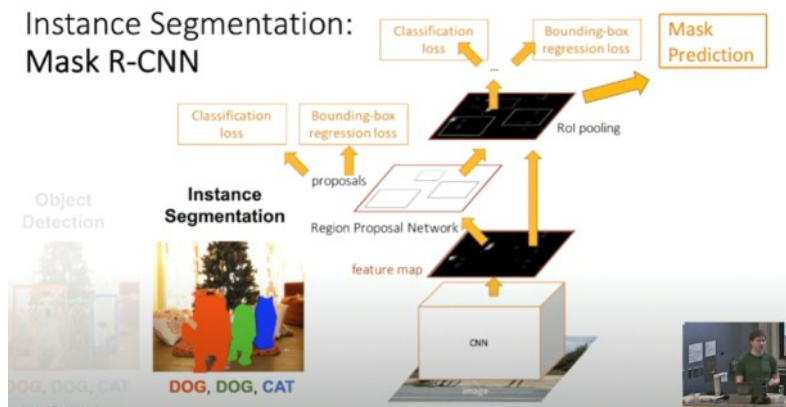 Instance Segmentation:
Mask R-CNN
Classification
loss
Bounding-box
regression loss
Mask
Prediction
...
Classification
loss
Bounding-box
regression loss
RoI pooling
proposals
Object
Detection
Instance
Segmentation
Region Proposal Network
feature map
CNN
image
DOG, DOG, CAT
DOG, DOG, CAT